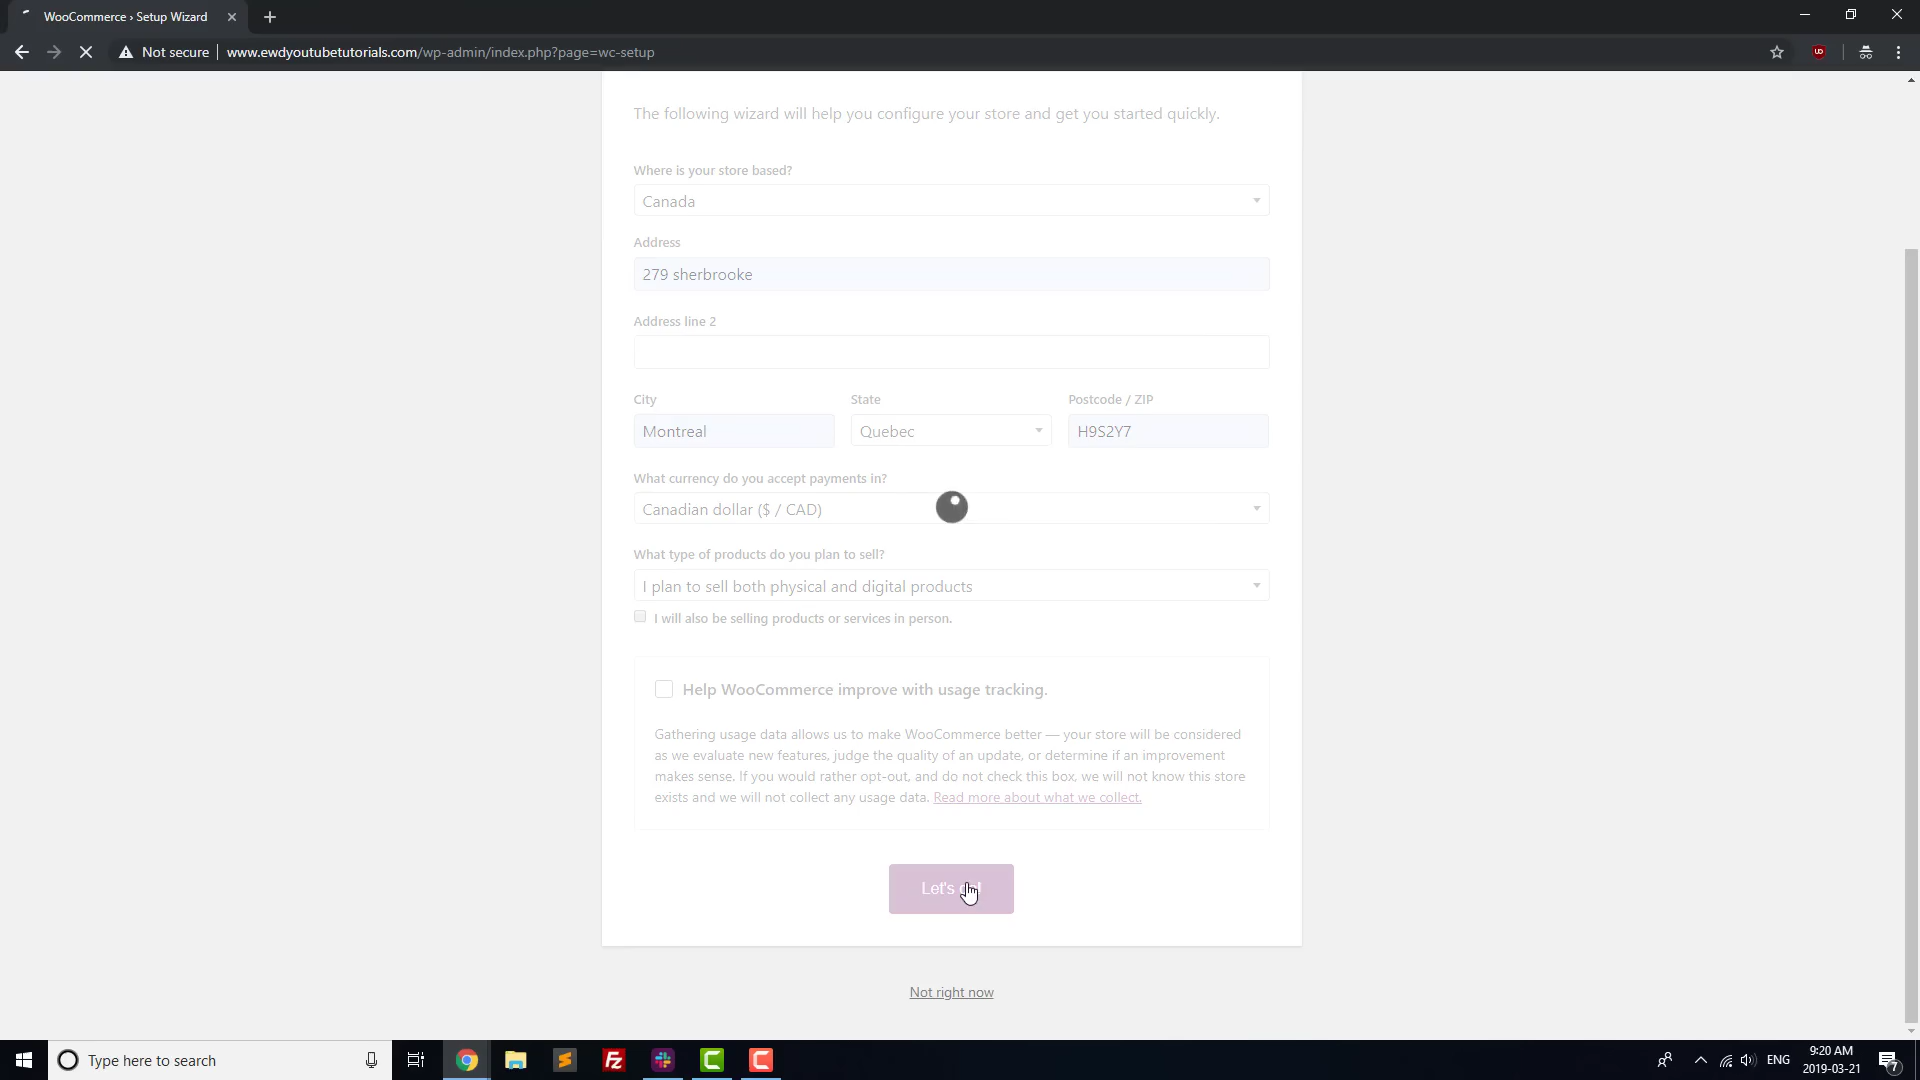 WooCommerce › Setup Wizard
Not secure
www.ewdyoutubetutorials.com/wp-admin/index.php?page=wc-setup
The following wizard will help you configure your store and get you started quickly.
Where is your store based?
Canada
Address
279 sherbrooke
Address line 2
City
State
Postcode / ZIP
Montreal
Quebec
H9S2Y7
What currency do you accept payments in?
Canadian dollar ($ / CAD)
What type of products do you plan to sell?
I plan to sell both physical and digital products
I will also be selling products or services in person.
Help WooCommerce improve with usage tracking.
Gathering usage data allows us to make WooCommerce better — your store will be considered
as we evaluate new features, judge the quality of an update, or determine if an improvement
makes sense. If you would rather opt-out, and do not check this box, we will not know this store
exists and we will not collect any usage data. Read more about what we collect.
Let's
Not right now
Type here to search
ENG
9:20 AM
2019-03-21
7